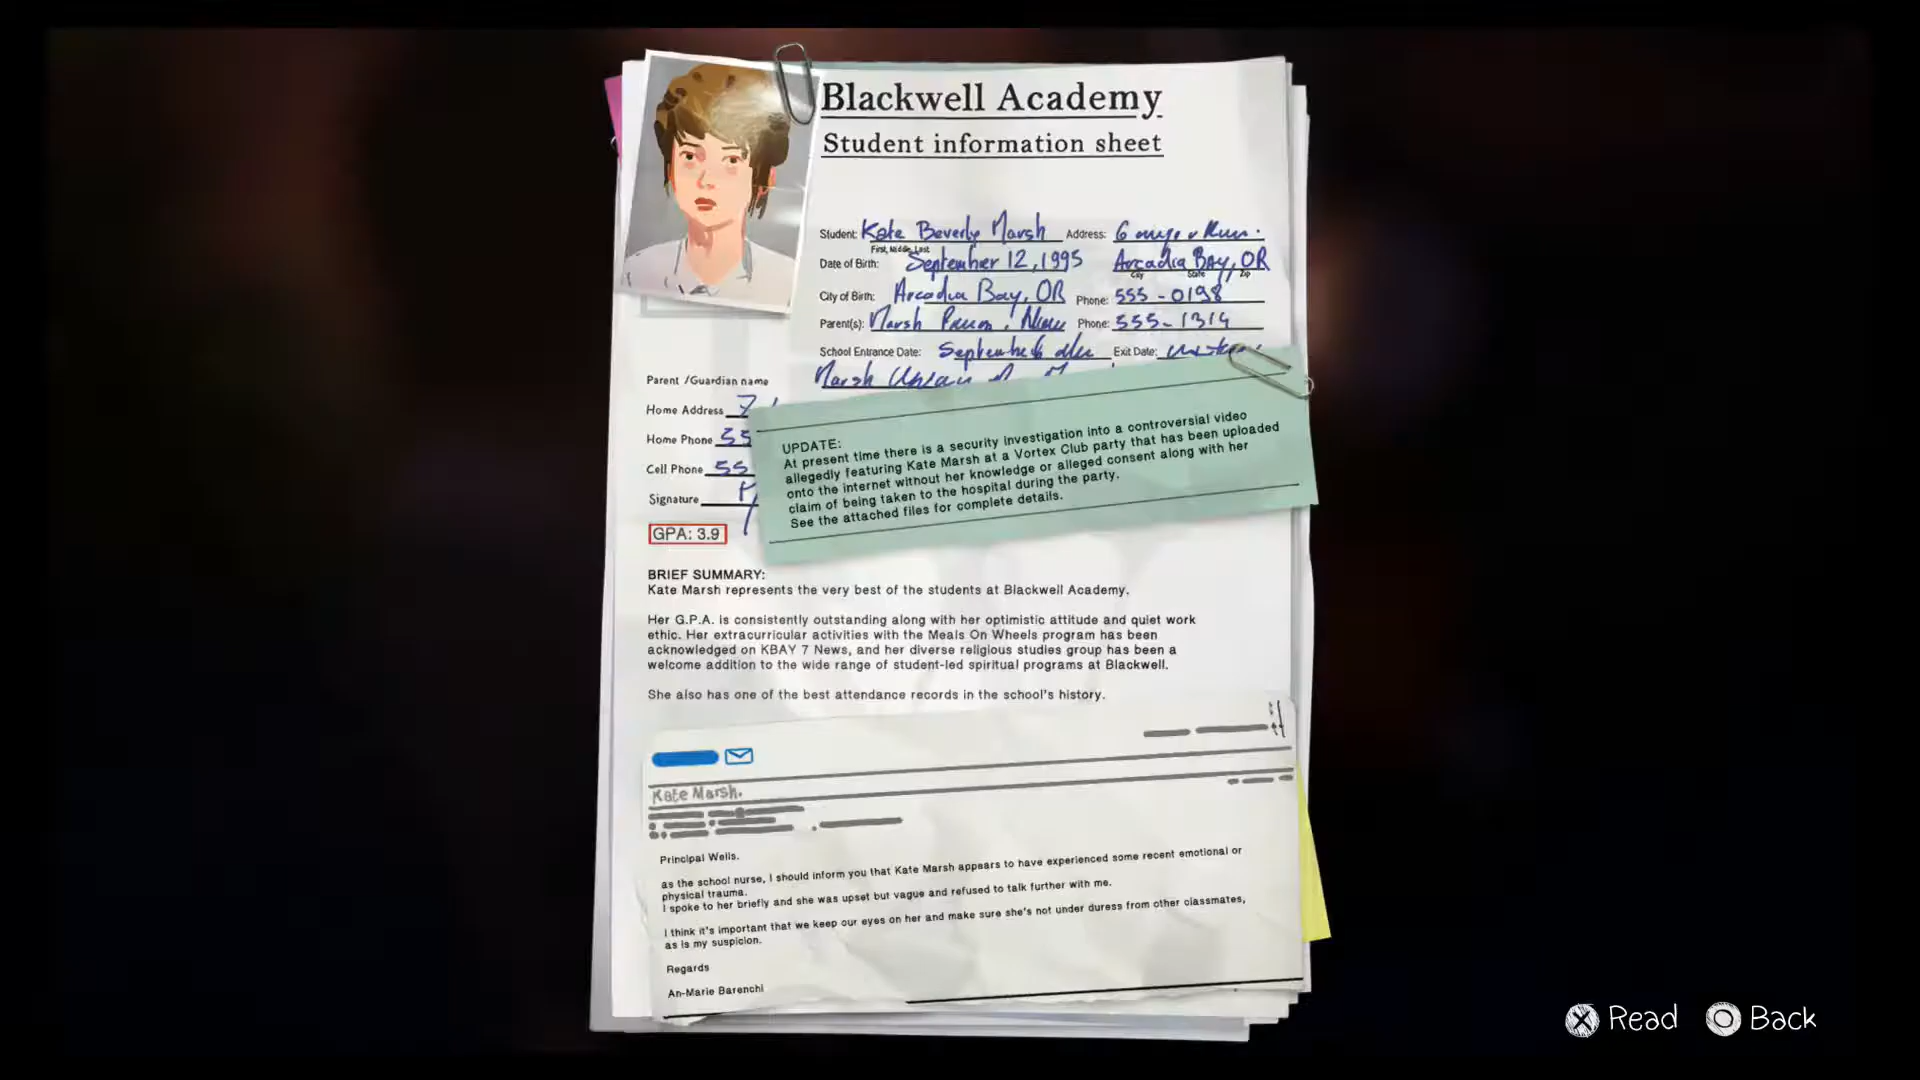 Blackwell Academy
Student information sheet
Student: Kate Beverly Marsh Address:
First, Middle, Last
Date of Birth: September 12, 1995 Arcadia Bay, OR
City State Zip
City of Birth: Arcadia Bay, OR Phone: 555-0198
Parent(s): Marsh Phone: 555-1314
School Entrance Date: Exit Date:
Parent /Guardian name Marsh
Home Address
Home Phone 55
Cell Phone 55
Signature
UPDATE:
At present time there is a security investigation into a controversial video
allegedly featuring Kate Marsh at a Vortex Club party that has been uploaded
onto the internet without her knowledge or alleged consent along with her
claim of being taken to the hospital during the party.
See the attached files for complete details.
GPA: 3.9
BRIEF SUMMARY:
Kate Marsh represents the very best of the students at Blackwell Academy.
Her G.P.A. is consistently outstanding along with her optimistic attitude and quiet work
ethic. Her extracurricular activities with the Meals On Wheels program has been
acknowledged on KBAY 7 News, and her diverse religious studies group has been a
welcome addition to the wide range of student-led spiritual programs at Blackwell.
She also has one of the best attendance records in the school's history.
Kate Marsh.
Principal Wells.
as the school nurse, I should inform you that Kate Marsh appears to have experienced some recent emotional or
physical trauma.
I spoke to her briefly and she was upset but vague and refused to talk further with me.
I think it's important that we keep our eyes on her and make sure she's not under duress from other classmates,
as is my suspicion.
Regards
An-Marie Barenchi
Read Back